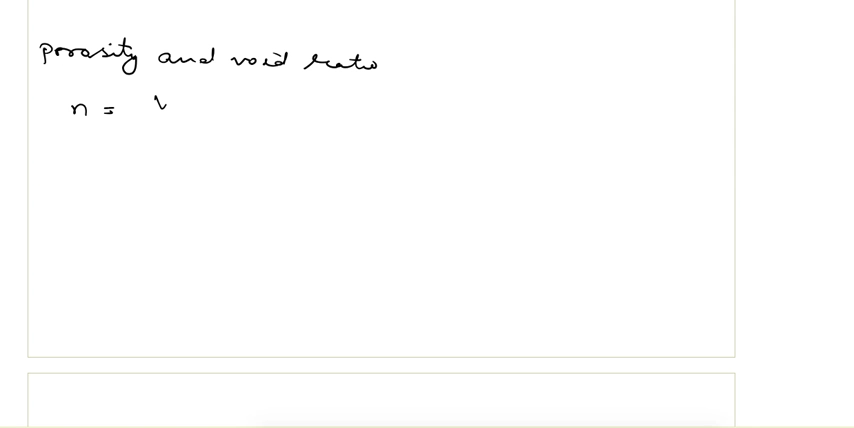 Porosity and void ratio
n =